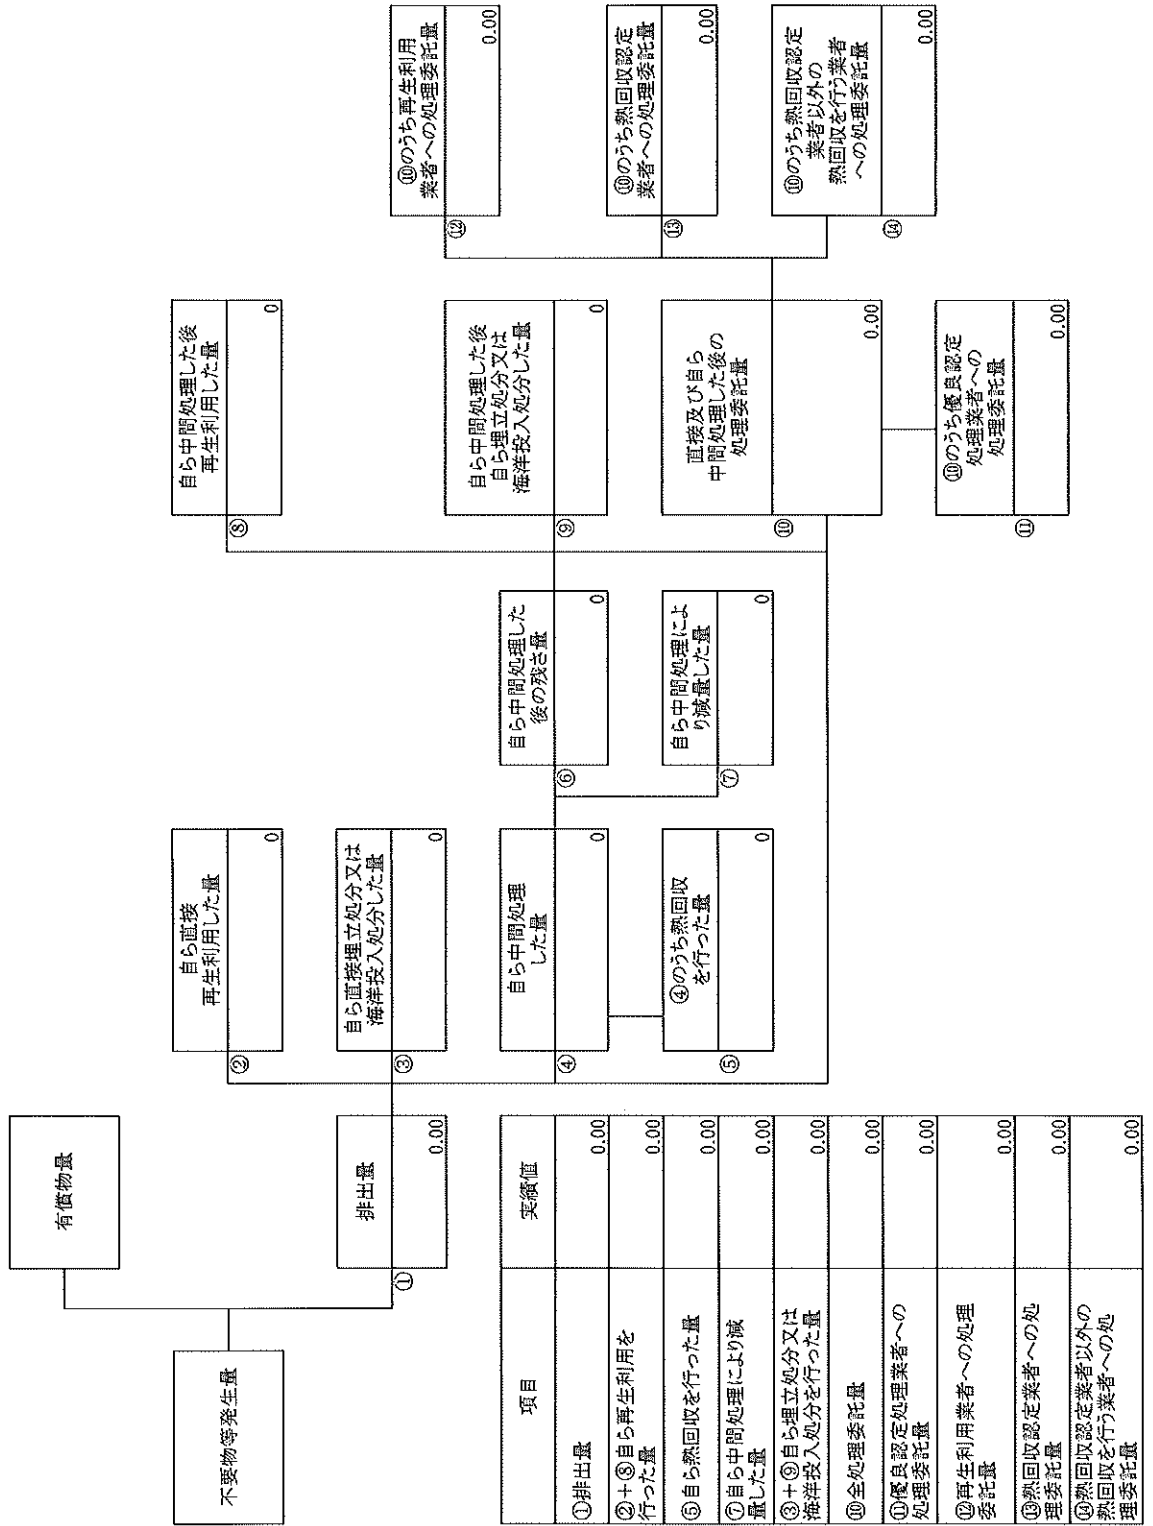 不要物等発生量
有償物量
①
排出量
0.00
②
自ら直接
再生利用した量
0
③
自ら直接埋立処分又は
海洋投入処分した量
0
④
自ら中間処理
した量
0
⑤
④のうち熱回収
を行った量
0
⑥
自ら中間処理した
後の残さ量
0
⑦
自ら中間処理によ
り減量した量
0
⑧
自ら中間処理した後
再生利用した量
0
⑨
自ら中間処理した後
自ら埋立処分又は
海洋投入処分した量
0
⑩
直接及び自ら
中間処理した後の
処理委託量
0.00
⑪
⑩のうち優良認定
処理業者への
処理委託量
0.00
⑫
⑩のうち再生利用
業者への処理委託量
0.00
⑬
⑩のうち熱回収認定
業者への処理委託量
0.00
⑭
⑩のうち熱回収認定
業者以外の
熱回収を行う業者
への処理委託量
0.00
項目
実績値
①排出量
0.00
②+⑧自ら再生利用を
行った量
0.00
⑤自ら熱回収を行った量
0.00
⑦自ら中間処理により減
量した量
0.00
③+⑨自ら埋立処分又は
海洋投入処分を行った量
0.00
⑩全処理委託量
0.00
⑪優良認定処理業者への
処理委託量
0.00
⑫再生利用業者への処理
委託量
0.00
⑬熱回収認定業者への処
理委託量
0.00
⑭熱回収認定業者以外の
熱回収を行う業者への処
理委託量
0.00